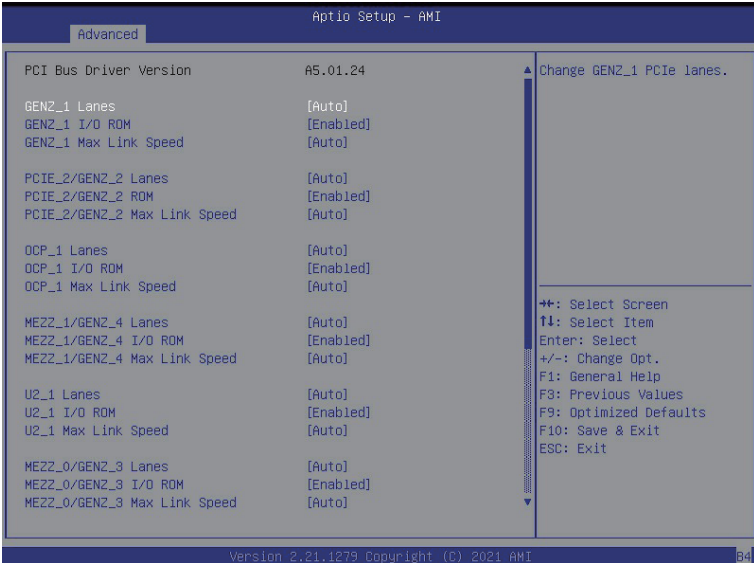 Aptio Setup - AMI
Advanced
PCI Bus Driver Version A5.01.24
GENZ_1 Lanes [Auto]
GENZ_1 I/O ROM [Enabled]
GENZ_1 Max Link Speed [Auto]
PCIE_2/GENZ_2 Lanes [Auto]
PCIE_2/GENZ_2 ROM [Enabled]
PCIE_2/GENZ_2 Max Link Speed [Auto]
OCP_1 Lanes [Auto]
OCP_1 I/O ROM [Enabled]
OCP_1 Max Link Speed [Auto]
MEZZ_1/GENZ_4 Lanes [Auto]
MEZZ_1/GENZ_4 I/O ROM [Enabled]
MEZZ_1/GENZ_4 Max Link Speed [Auto]
U2_1 Lanes [Auto]
U2_1 I/O ROM [Enabled]
U2_1 Max Link Speed [Auto]
MEZZ_0/GENZ_3 Lanes [Auto]
MEZZ_0/GENZ_3 I/O ROM [Enabled]
MEZZ_0/GENZ_3 Max Link Speed [Auto]
Change GENZ_1 PCIe lanes.
→←: Select Screen
↑↓: Select Item
Enter: Select
+/-: Change Opt.
F1: General Help
F3: Previous Values
F9: Optimized Defaults
F10: Save & Exit
ESC: Exit
Version 2.21.1279 Copyright (C) 2021 AMI
B4